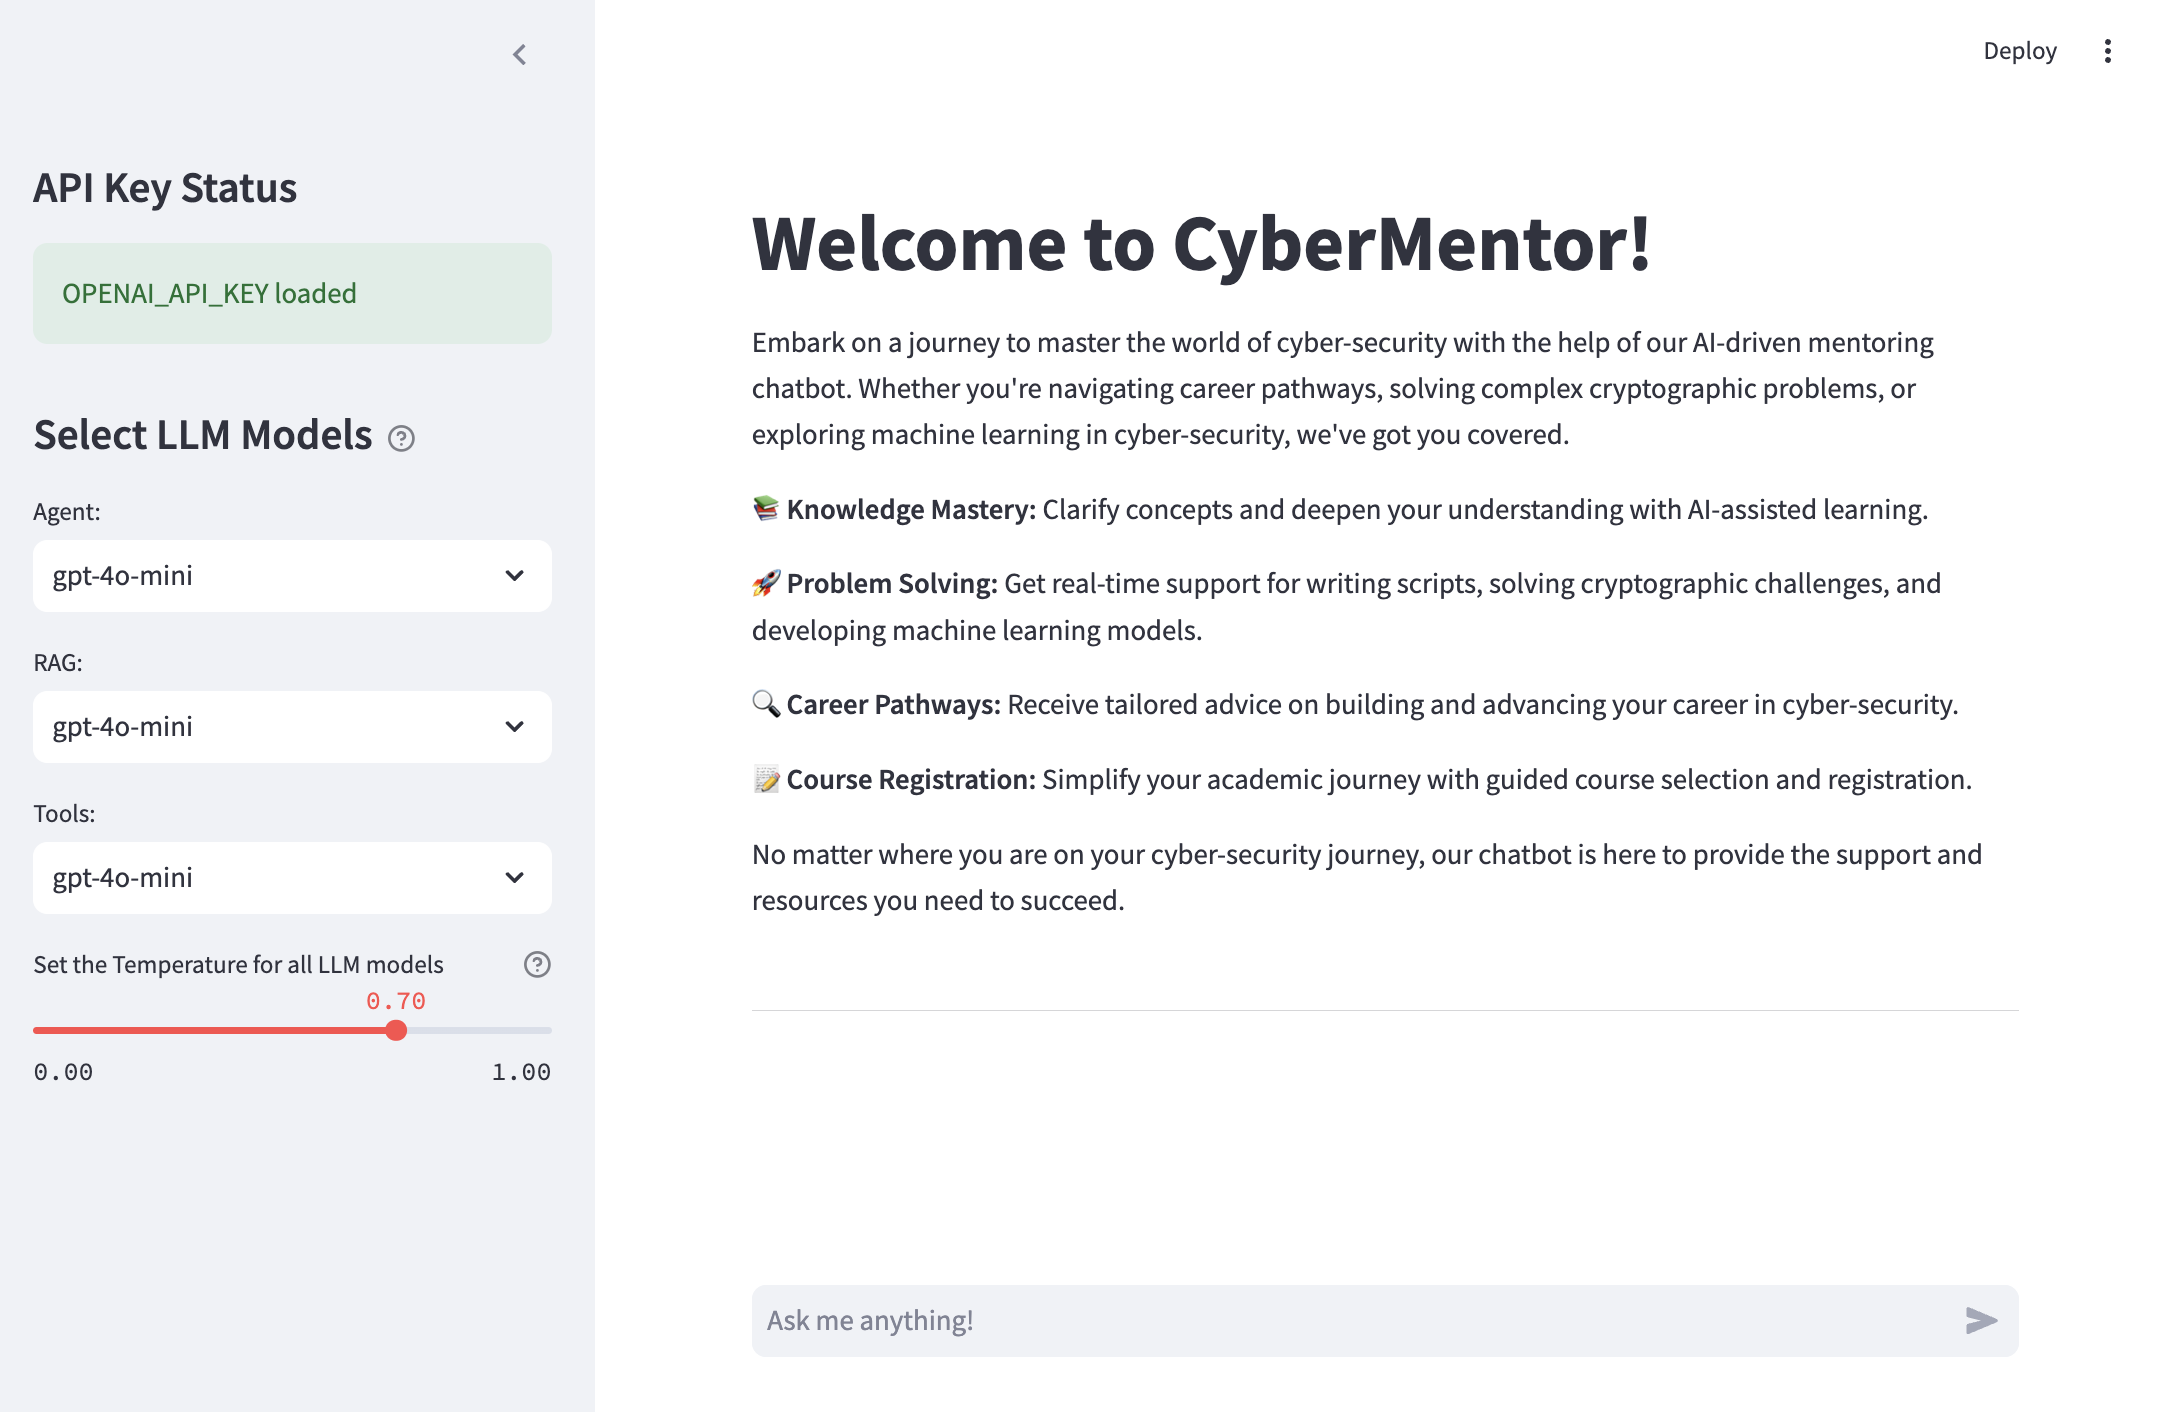 API Key Status
OPENAI_API_KEY loaded
Select LLM Models
Agent:
gpt-4o-mini
RAG:
gpt-4o-mini
Tools:
gpt-4o-mini
Set the Temperature for all LLM models
0.70
0.00 1.00
Deploy
Welcome to CyberMentor!
Embark on a journey to master the world of cyber-security with the help of our AI-driven mentoring
chatbot. Whether you're navigating career pathways, solving complex cryptographic problems, or
exploring machine learning in cyber-security, we've got you covered.
📚 Knowledge Mastery: Clarify concepts and deepen your understanding with AI-assisted learning.
🚀 Problem Solving: Get real-time support for writing scripts, solving cryptographic challenges, and
developing machine learning models.
🔍 Career Pathways: Receive tailored advice on building and advancing your career in cyber-security.
📝 Course Registration: Simplify your academic journey with guided course selection and registration.
No matter where you are on your cyber-security journey, our chatbot is here to provide the support and
resources you need to succeed.
Ask me anything!